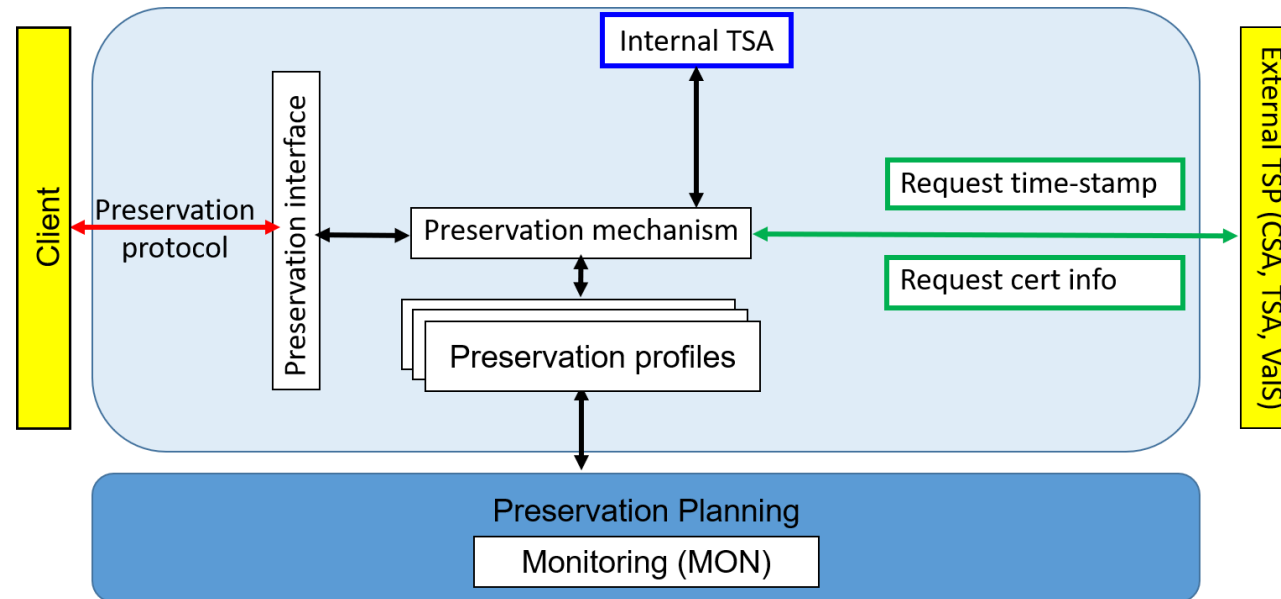 Internal TSA
Client
Preservation
protocol
Preservation interface
Preservation mechanism
Request time-stamp
Request cert info
External TSP (CSA, TSA, ValS)
Preservation profiles
Preservation Planning
Monitoring (MON)